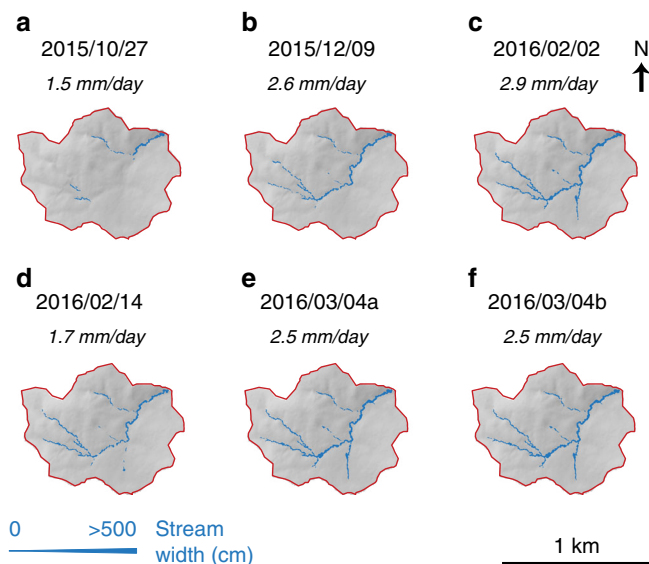 a
2015/10/27
1.5 mm/day
b
2015/12/09
2.6 mm/day
c
2016/02/02
2.9 mm/day
N
d
2016/02/14
1.7 mm/day
e
2016/03/04a
2.5 mm/day
f
2016/03/04b
2.5 mm/day
0 >500 Stream
width (cm)
1 km